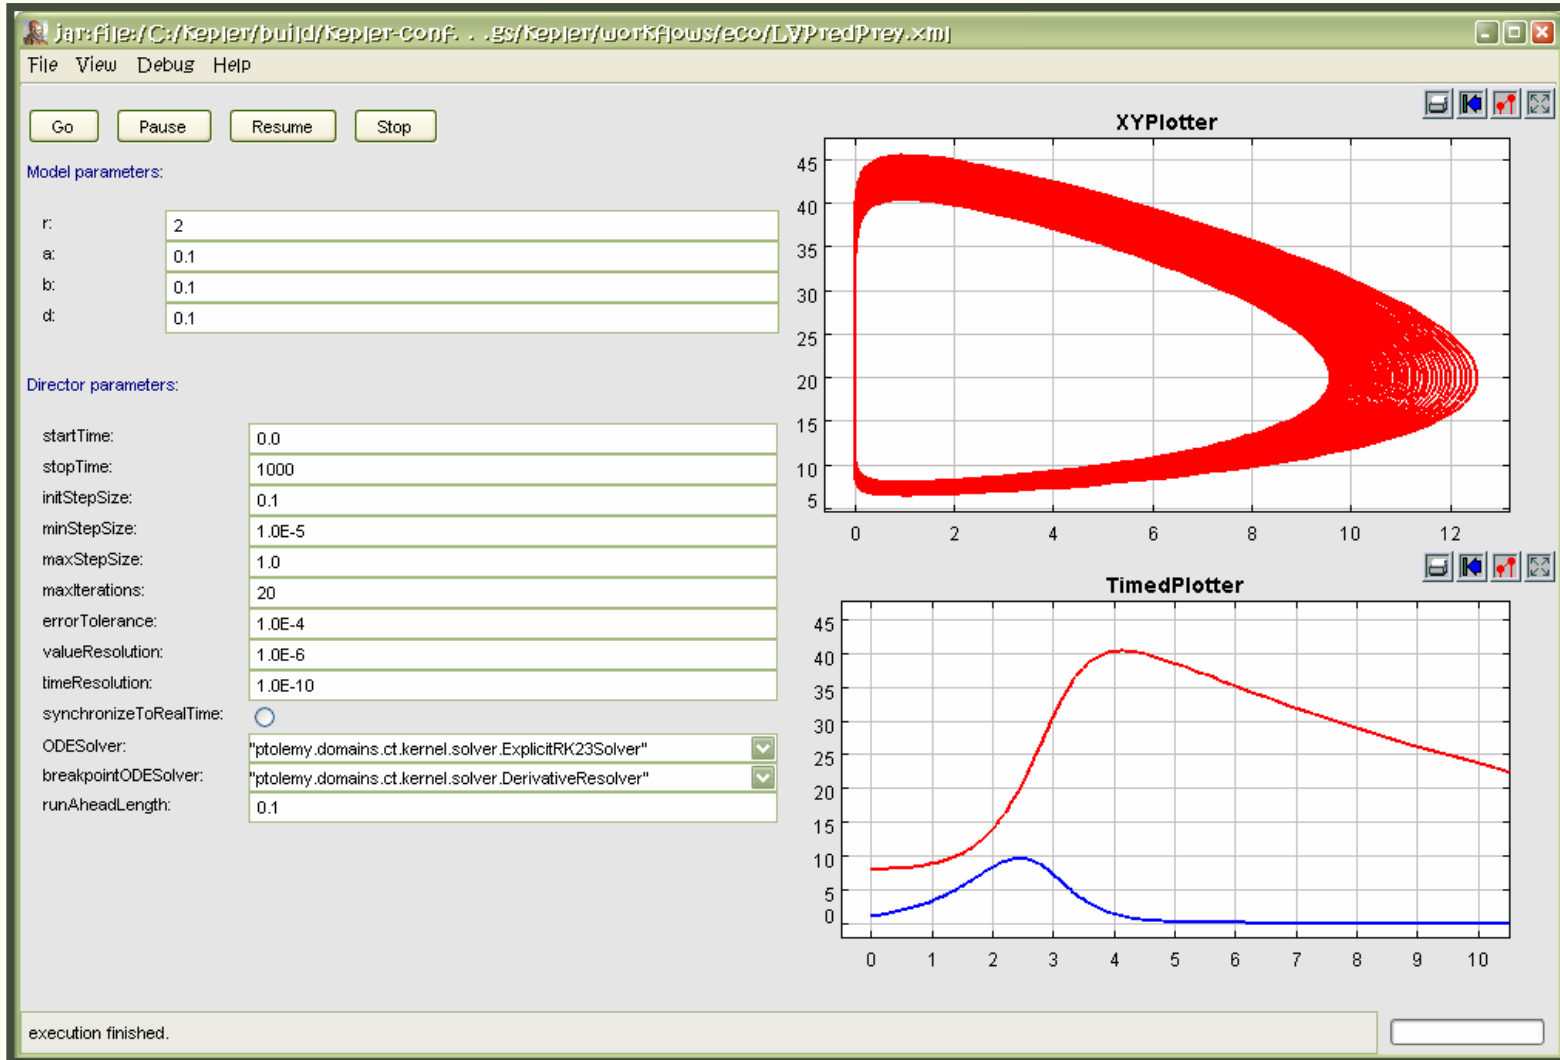 jar:file:/C:/Kepler/build/kepler-conf. . .gs/kepler/workflows/eco/LVPredPrey.xml
File View Debug Help
Go Pause Resume Stop
Model parameters:
r: 2
a: 0.1
b: 0.1
d: 0.1
Director parameters:
startTime: 0.0
stopTime: 1000
initStepSize: 0.1
minStepSize: 1.0E-5
maxStepSize: 1.0
maxIterations: 20
errorTolerance: 1.0E-4
valueResolution: 1.0E-6
timeResolution: 1.0E-10
synchronizeToRealTime:
ODESolver: "ptolemy.domains.ct.kernel.solver.ExplicitRK23Solver"
breakpointODESolver: "ptolemy.domains.ct.kernel.solver.DerivativeResolver"
runAheadLength: 0.1
XYPlotter
45
40
35
30
25
20
15
10
5
0 2 4 6 8 10 12
TimedPlotter
45
40
35
30
25
20
15
10
5
0
0 1 2 3 4 5 6 7 8 9 10
execution finished.